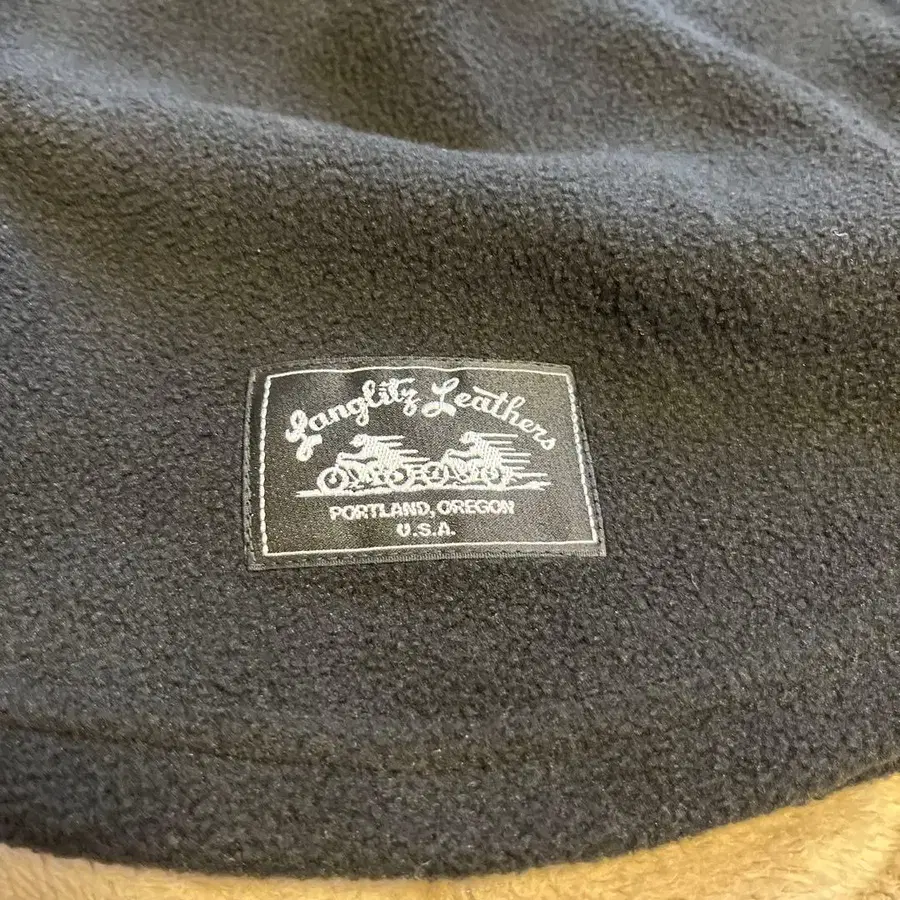 Langlitz Leathers
PORTLAND, OREGON
U.S.A.